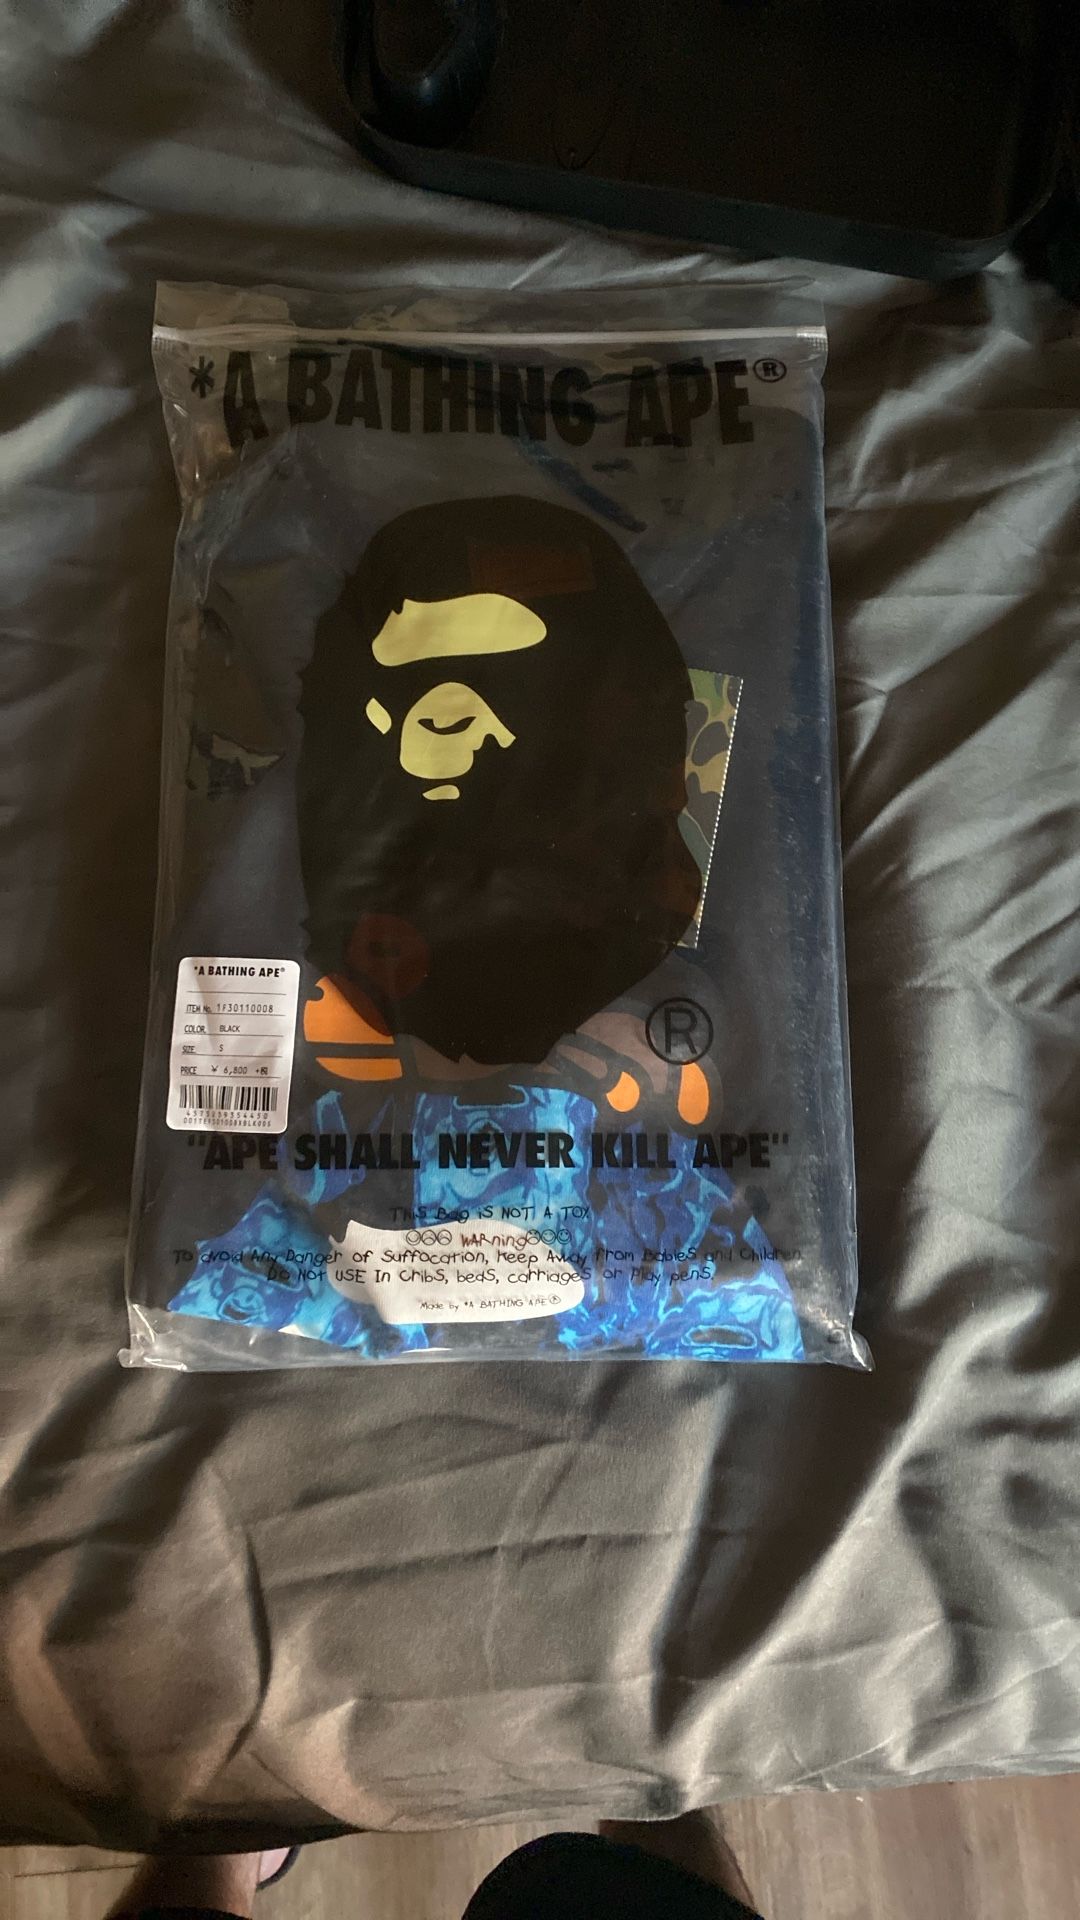 *A BATHING APE®
*A BATHING APE®
ITEM No. 1F30110008
COLOR BLACK
SIZE S
PRICE ¥ 6,800 +税
®
"APE SHALL NEVER KILL APE"
THIS Bag iS NOT A TOY
WARning
To avoid Any Danger of Suffocation, Keep Away from Babies and Children.
DO NOT USE In CribS, bedS, carriageS or Play penS.
Made by *A BATHING APE®